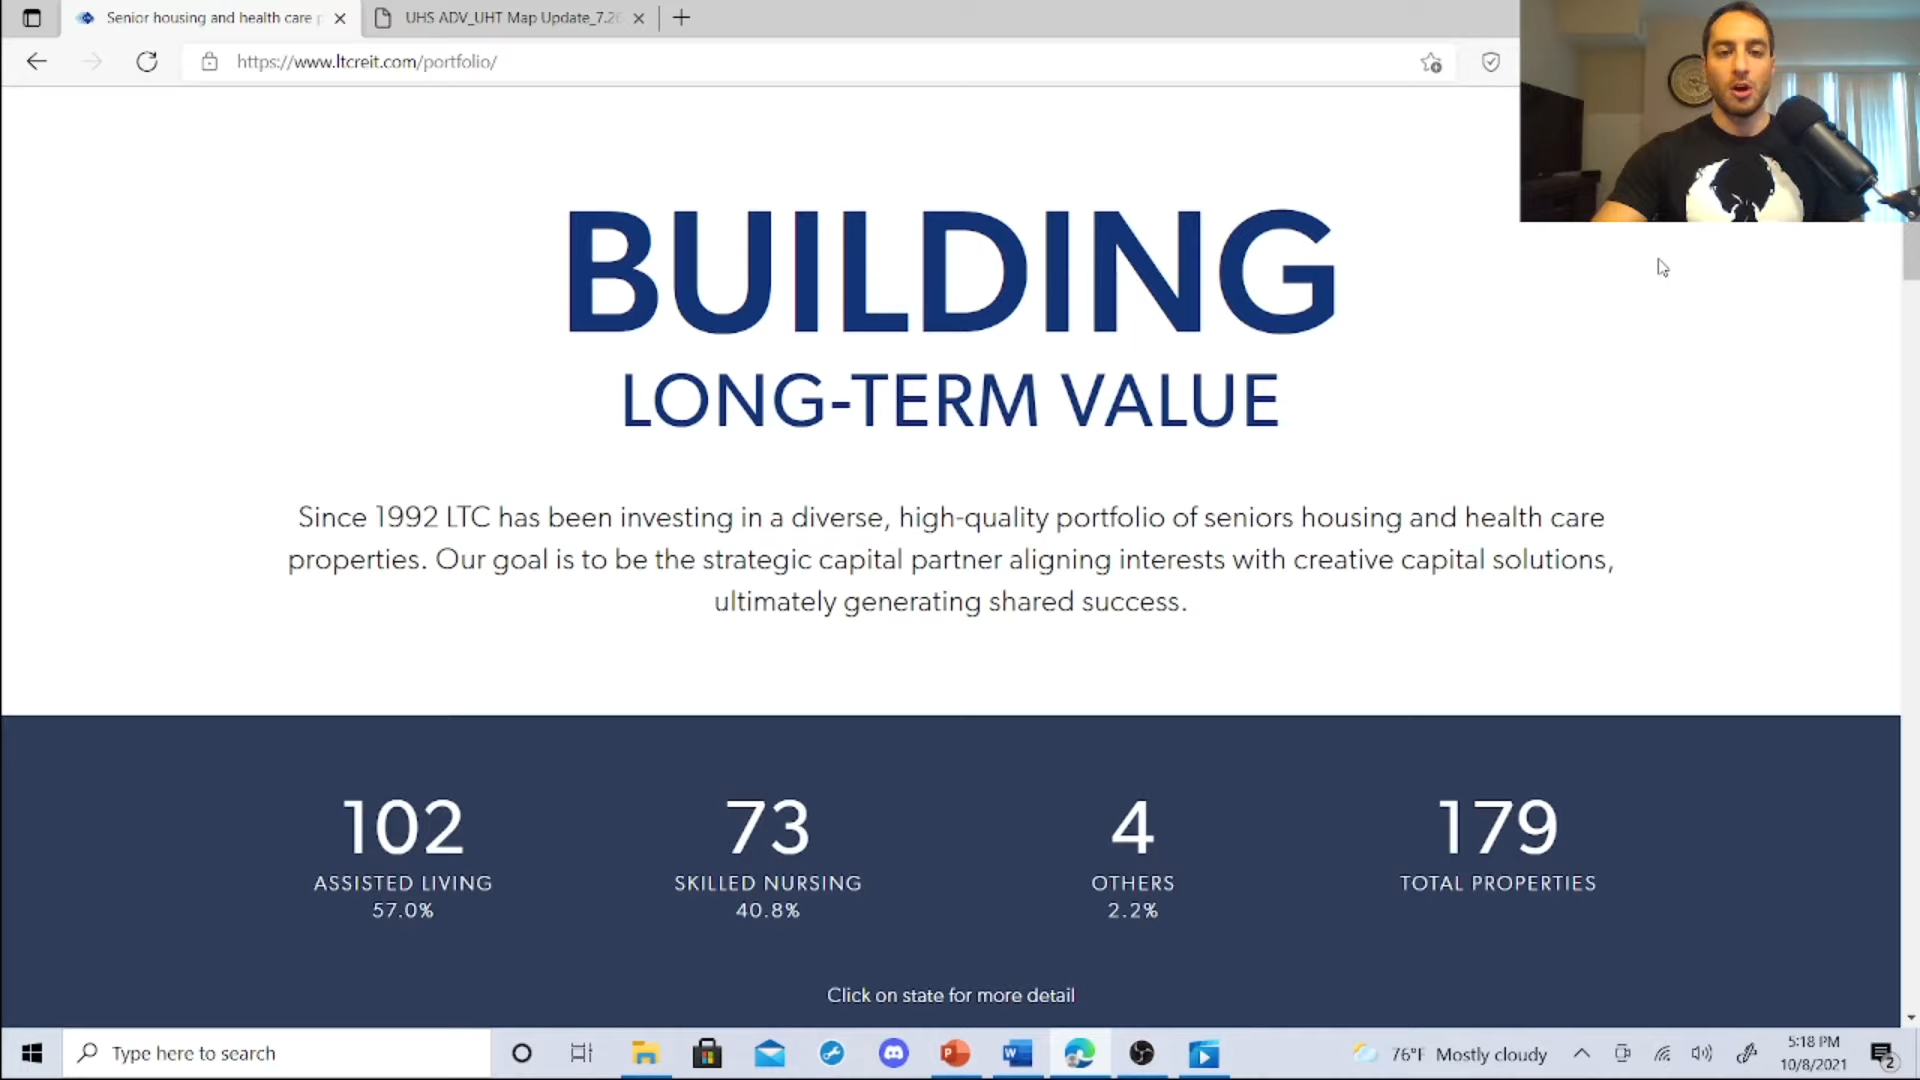 Senior housing and health care p
UHS ADV_UHT Map Update_7.26
https://www.ltcreit.com/portfolio/
BUILDING
LONG-TERM VALUE
Since 1992 LTC has been investing in a diverse, high-quality portfolio of seniors housing and health care
properties. Our goal is to be the strategic capital partner aligning interests with creative capital solutions,
ultimately generating shared success.
102
ASSISTED LIVING
57.0%
73
SKILLED NURSING
40.8%
4
OTHERS
2.2%
179
TOTAL PROPERTIES
Click on state for more detail
Type here to search
76°F Mostly cloudy
5:18 PM
10/8/2021
2